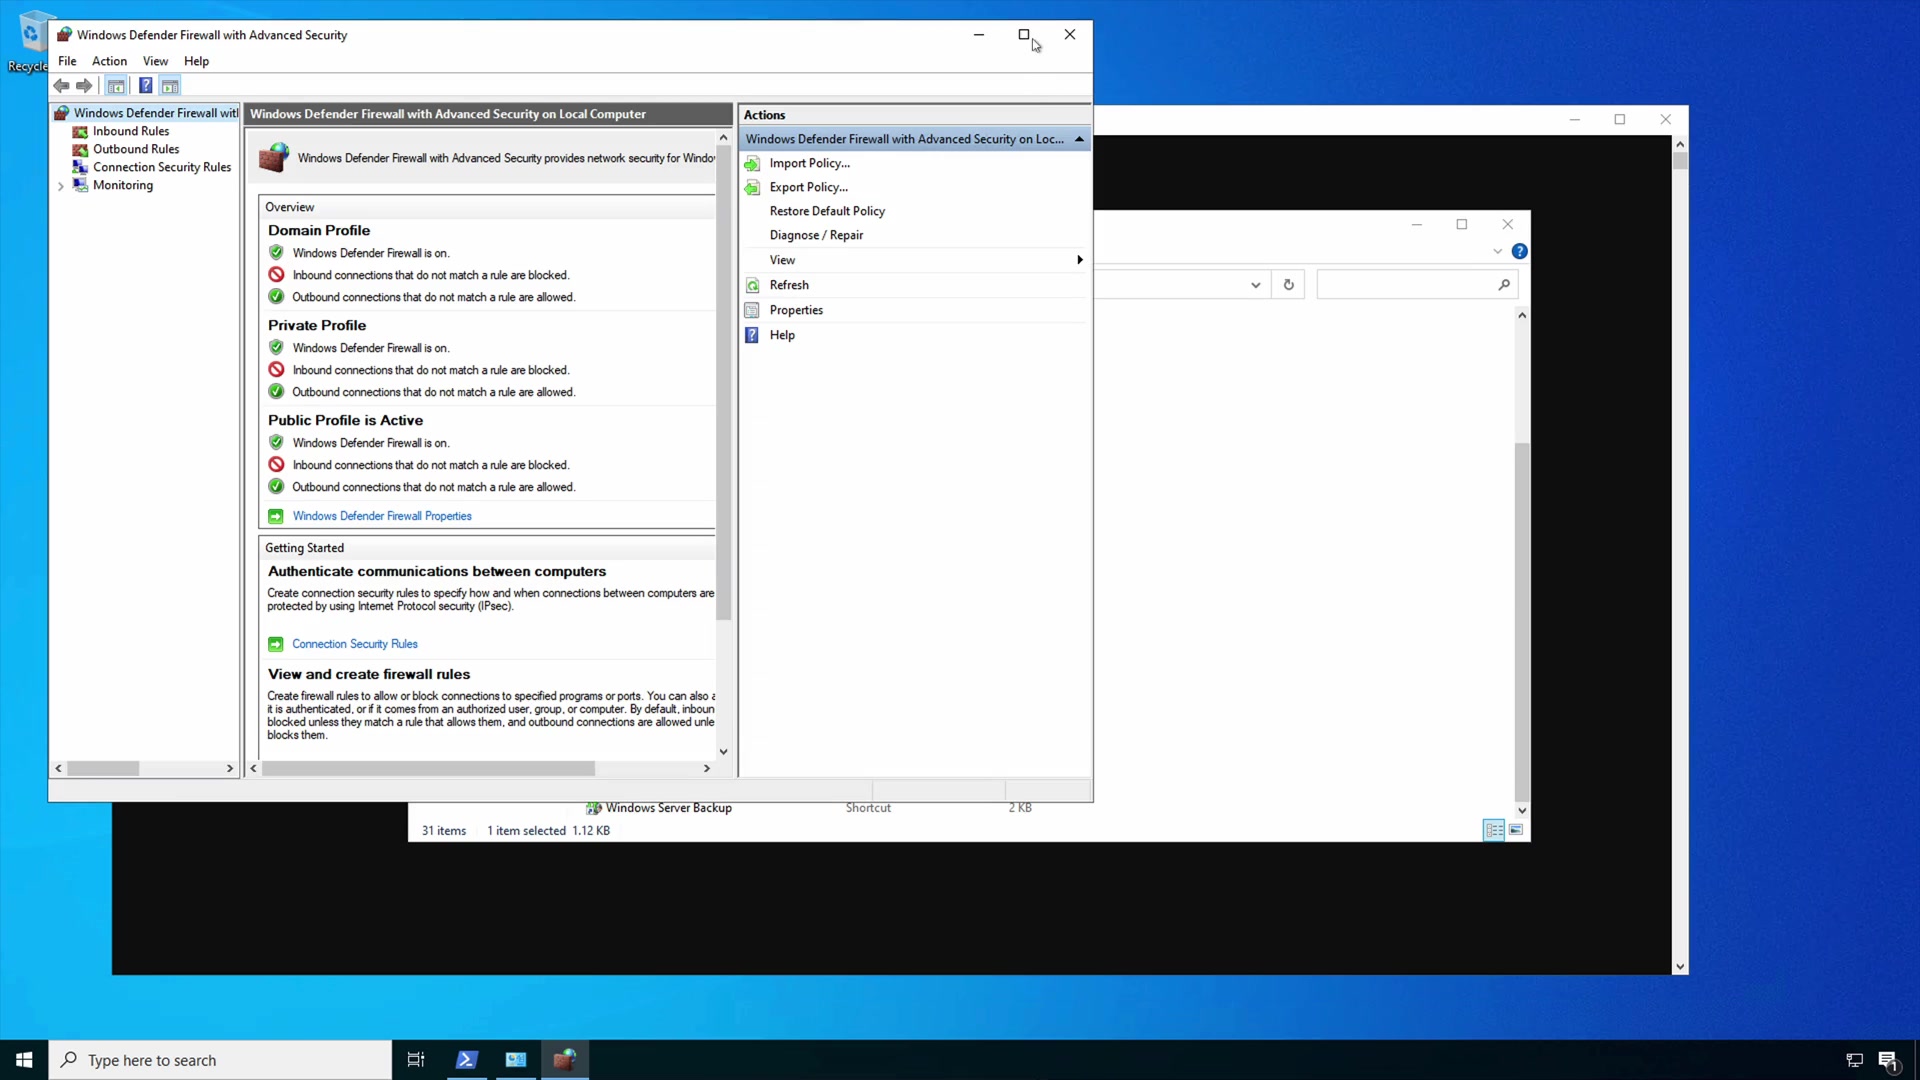 Recycle
Windows Defender Firewall with Advanced Security
File Action View Help
Windows Defender Firewall wit
Inbound Rules
Outbound Rules
Connection Security Rules
Monitoring
Windows Defender Firewall with Advanced Security on Local Computer
Windows Defender Firewall with Advanced Security provides network security for Window
Overview
Domain Profile
Windows Defender Firewall is on.
Inbound connections that do not match a rule are blocked.
Outbound connections that do not match a rule are allowed.
Private Profile
Windows Defender Firewall is on.
Inbound connections that do not match a rule are blocked.
Outbound connections that do not match a rule are allowed.
Public Profile is Active
Windows Defender Firewall is on.
Inbound connections that do not match a rule are blocked.
Outbound connections that do not match a rule are allowed.
Windows Defender Firewall Properties
Getting Started
Authenticate communications between computers
Create connection security rules to specify how and when connections between computers are
protected by using Internet Protocol security (IPsec).
Connection Security Rules
View and create firewall rules
Create firewall rules to allow or block connections to specified programs or ports. You can also a
it is authenticated, or if it comes from an authorized user, group, or computer. By default, inboun
blocked unless they match a rule that allows them, and outbound connections are allowed unle
blocks them.
Actions
Windows Defender Firewall with Advanced Security on Loc...
Import Policy...
Export Policy...
Restore Default Policy
Diagnose / Repair
View
Refresh
Properties
Help
Windows Server Backup Shortcut 2 KB
31 items 1 item selected 1.12 KB
Type here to search
1